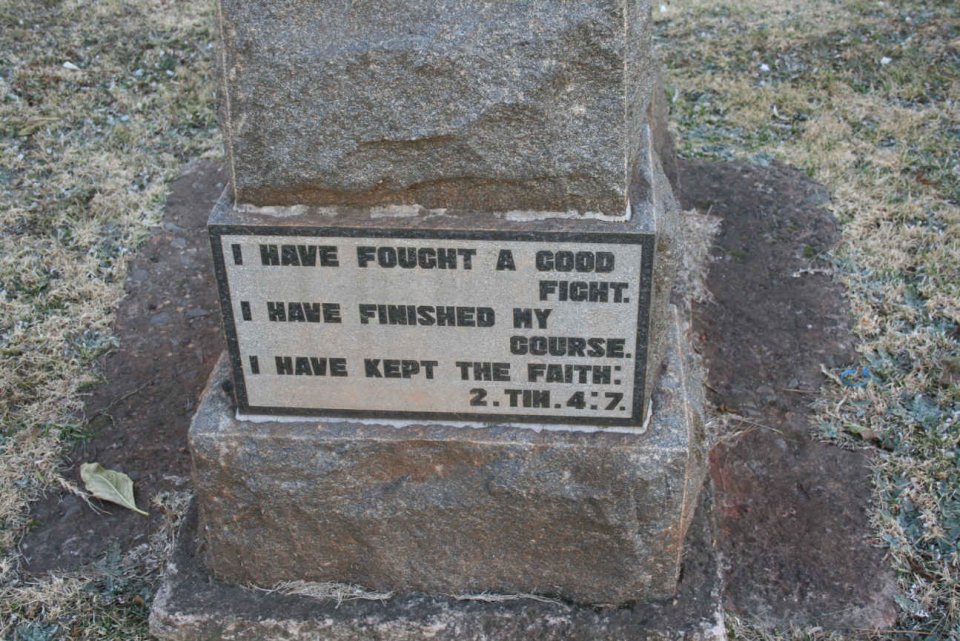 I HAVE FOUGHT A GOOD
FIGHT.
I HAVE FINISHED MY
COURSE.
I HAVE KEPT THE FAITH:
2.TIM.4:7.